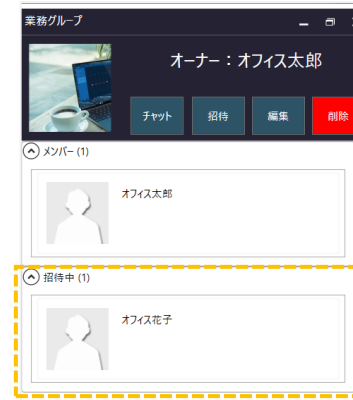 業務グループ
オーナー：オフィス太郎
チャット 招待 編集 削除
メンバー (1)
オフィス太郎
招待中 (1)
オフィス花子